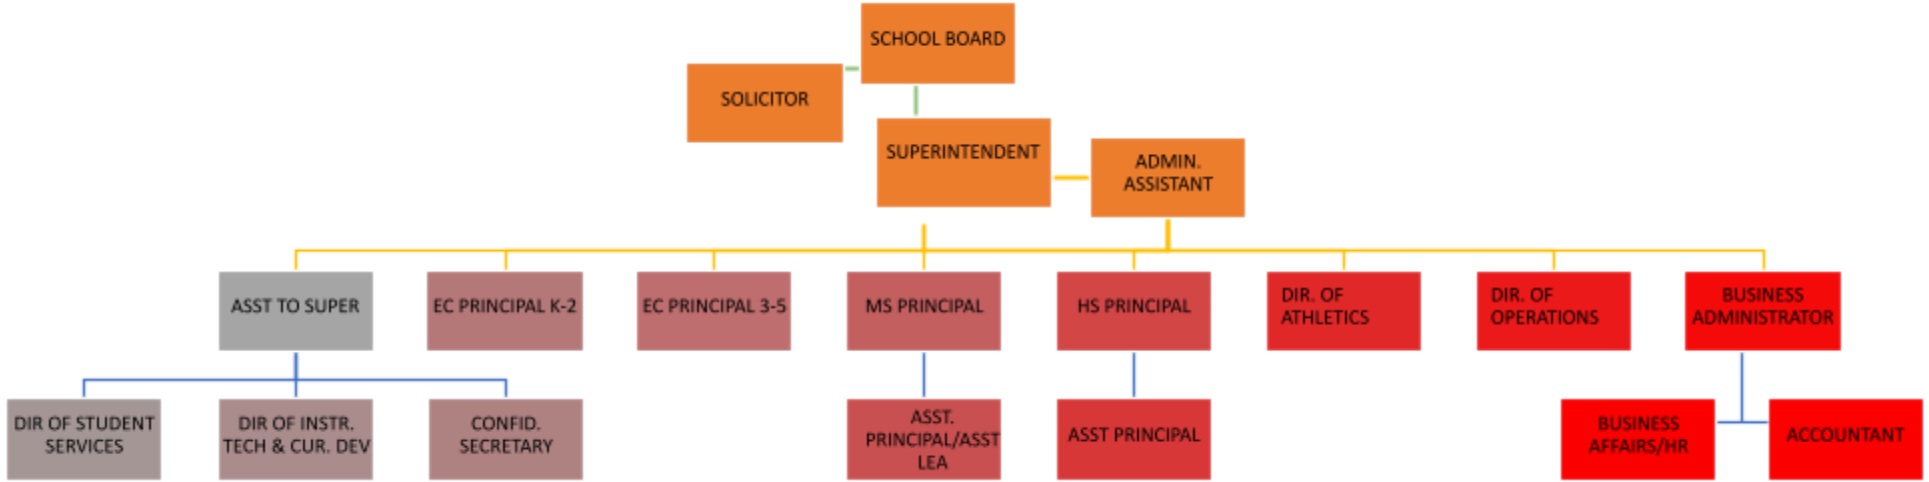 SCHOOL BOARD
SOLICITOR
SUPERINTENDENT
ADMIN.
ASSISTANT
ASST TO SUPER
EC PRINCIPAL K-2
EC PRINCIPAL 3-5
MS PRINCIPAL
HS PRINCIPAL
DIR. OF
ATHLETICS
DIR. OF
OPERATIONS
BUSINESS
ADMINISTRATOR
DIR OF STUDENT
SERVICES
DIR OF INSTR.
TECH & CUR. DEV
CONFID.
SECRETARY
ASST.
PRINCIPAL/ASST
LEA
ASST PRINCIPAL
BUSINESS
AFFAIRS/HR
ACCOUNTANT